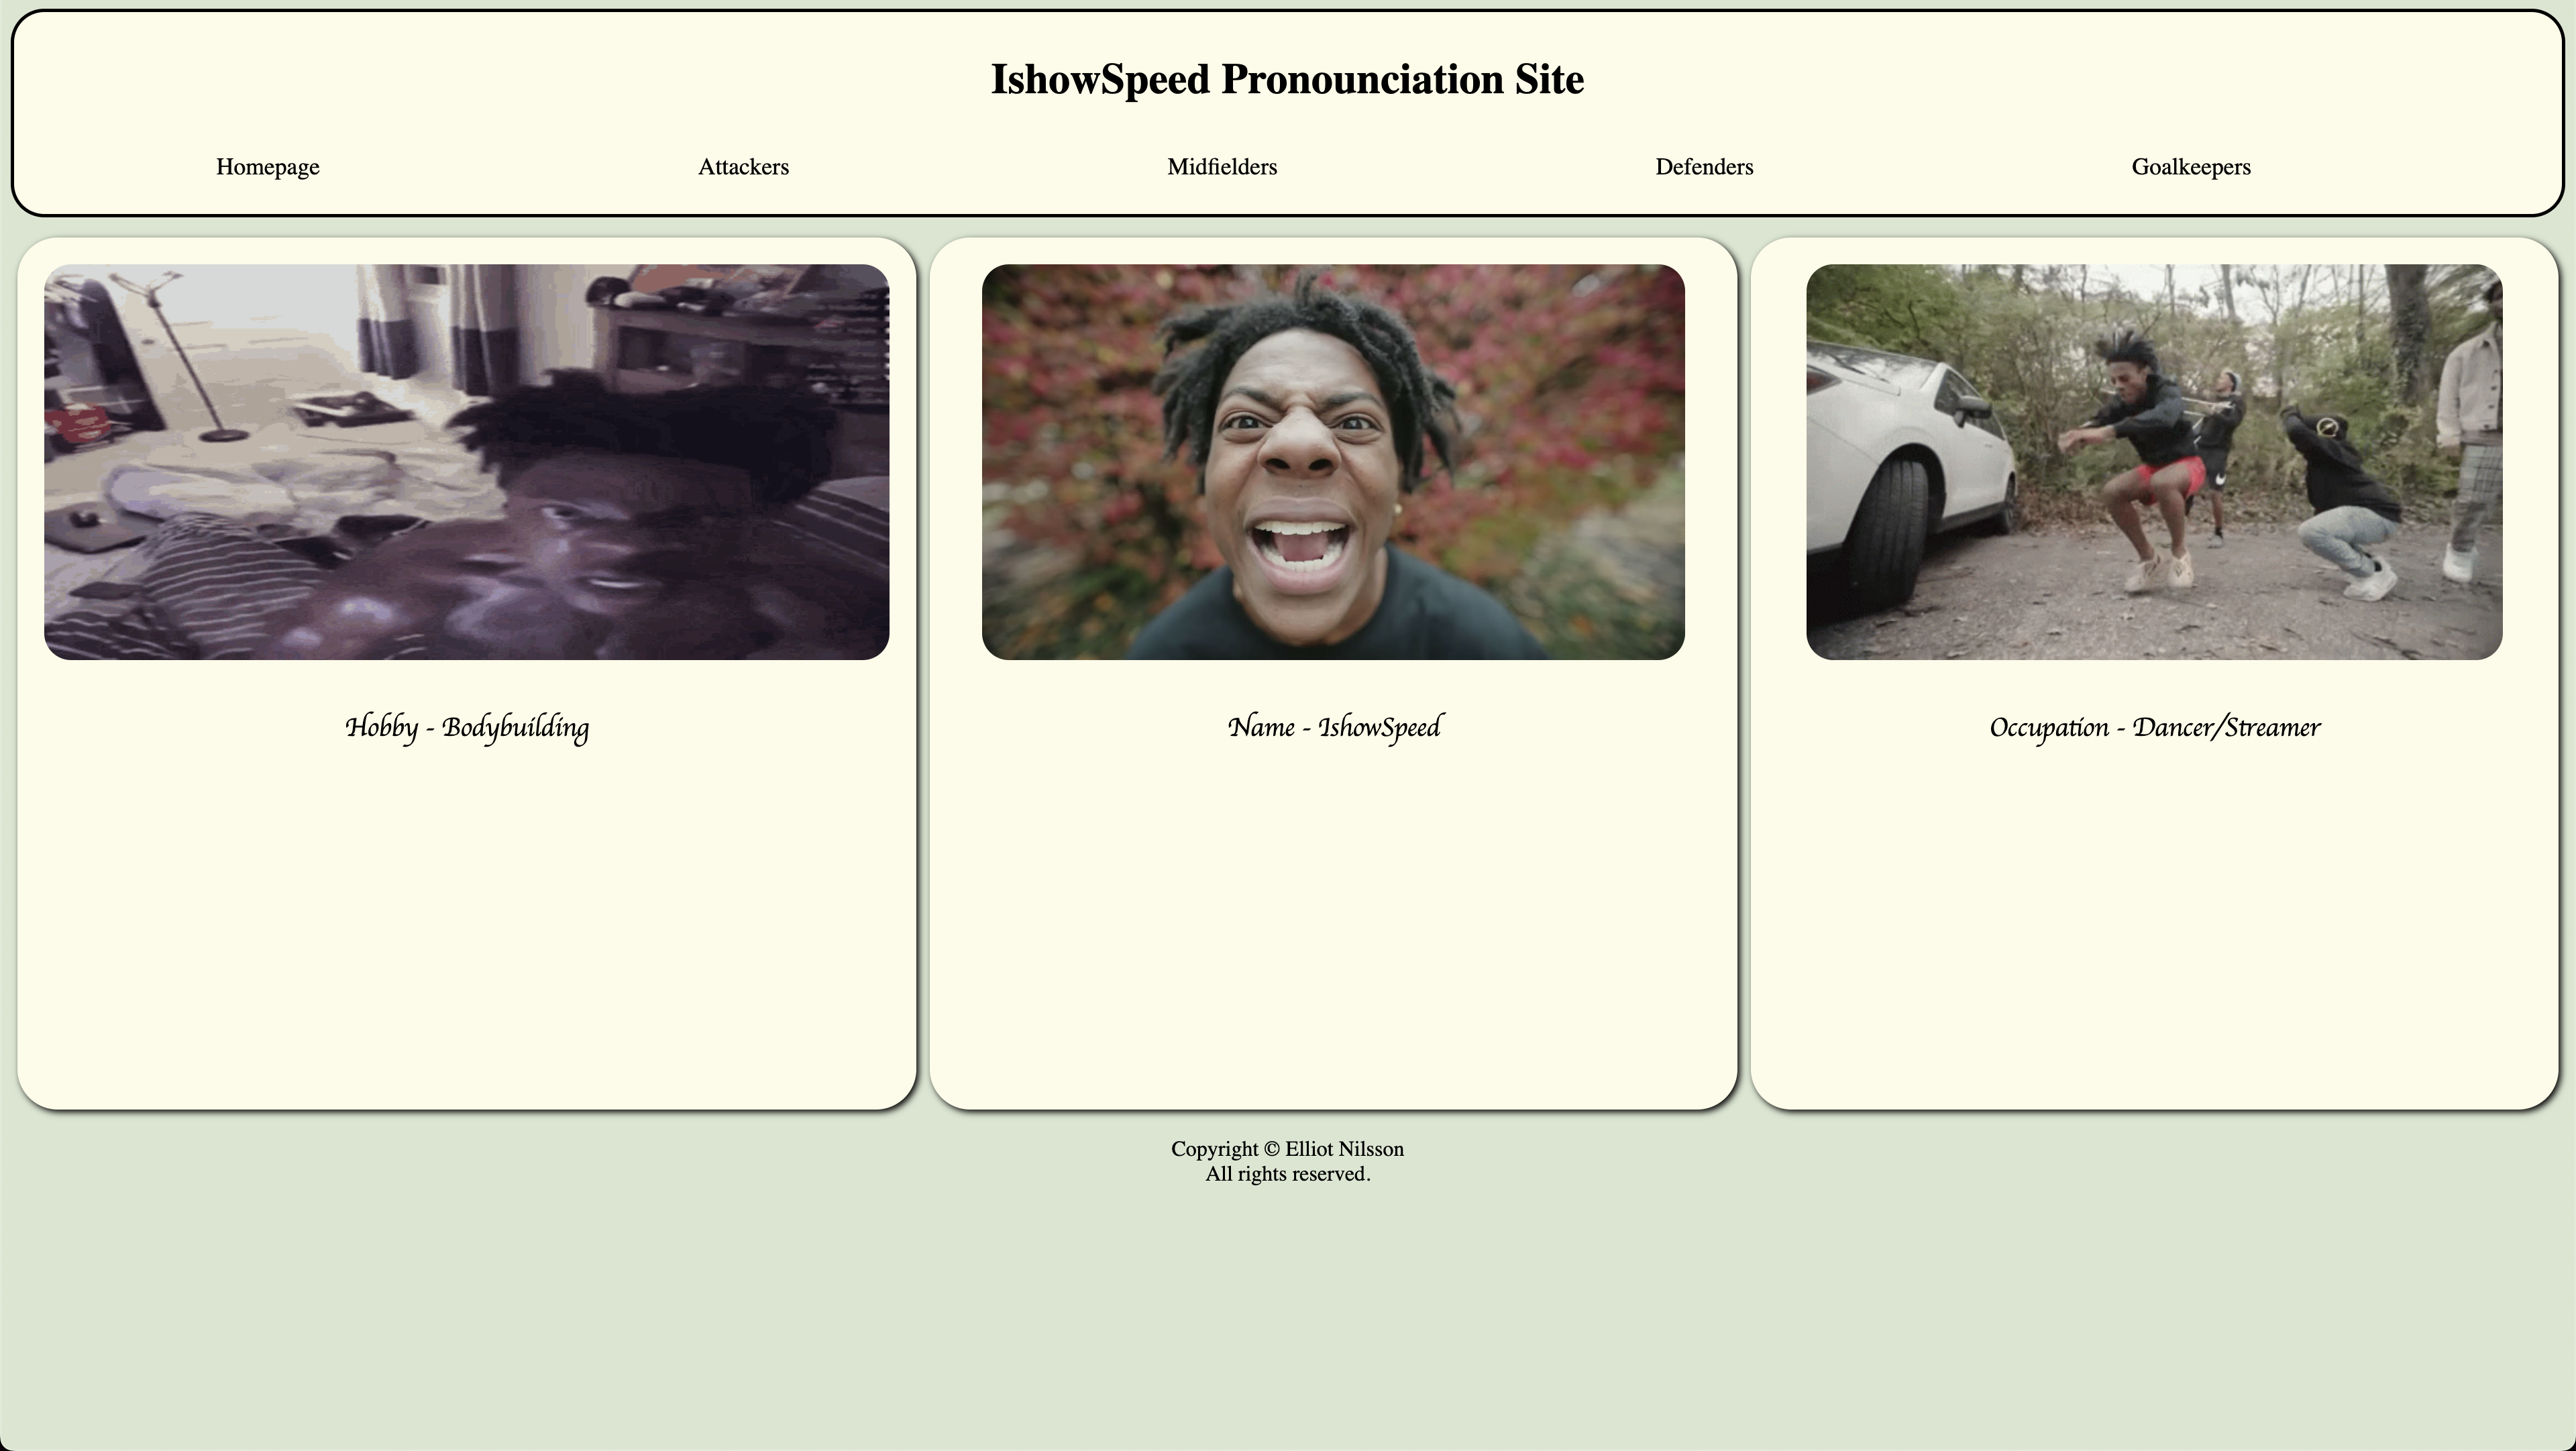 IshowSpeed Pronounciation Site
Homepage Attackers Midfielders Defenders Goalkeepers
Hobby - Bodybuilding
Name - IshowSpeed
Occupation - Dancer/Streamer
Copyright © Elliot Nilsson
All rights reserved.